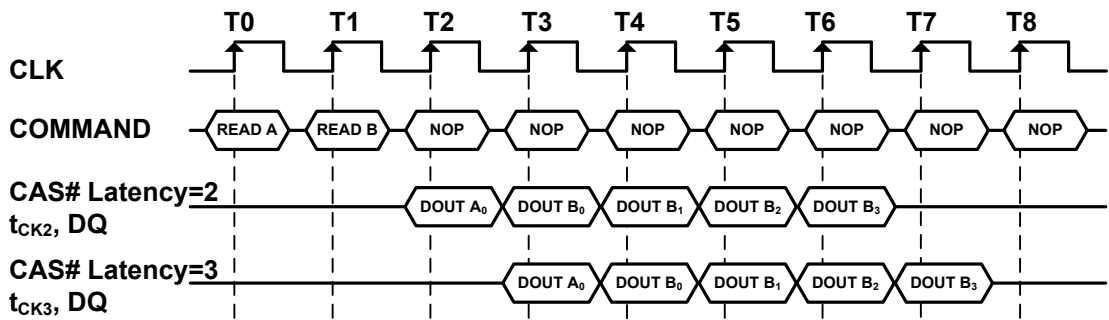 T0 T1 T2 T3 T4 T5 T6 T7 T8
CLK
COMMAND READ A READ B NOP NOP NOP NOP NOP NOP NOP
CAS# Latency=2
tCK2, DQ DOUT A0 DOUT B0 DOUT B1 DOUT B2 DOUT B3
CAS# Latency=3
tCK3, DQ DOUT A0 DOUT B0 DOUT B1 DOUT B2 DOUT B3